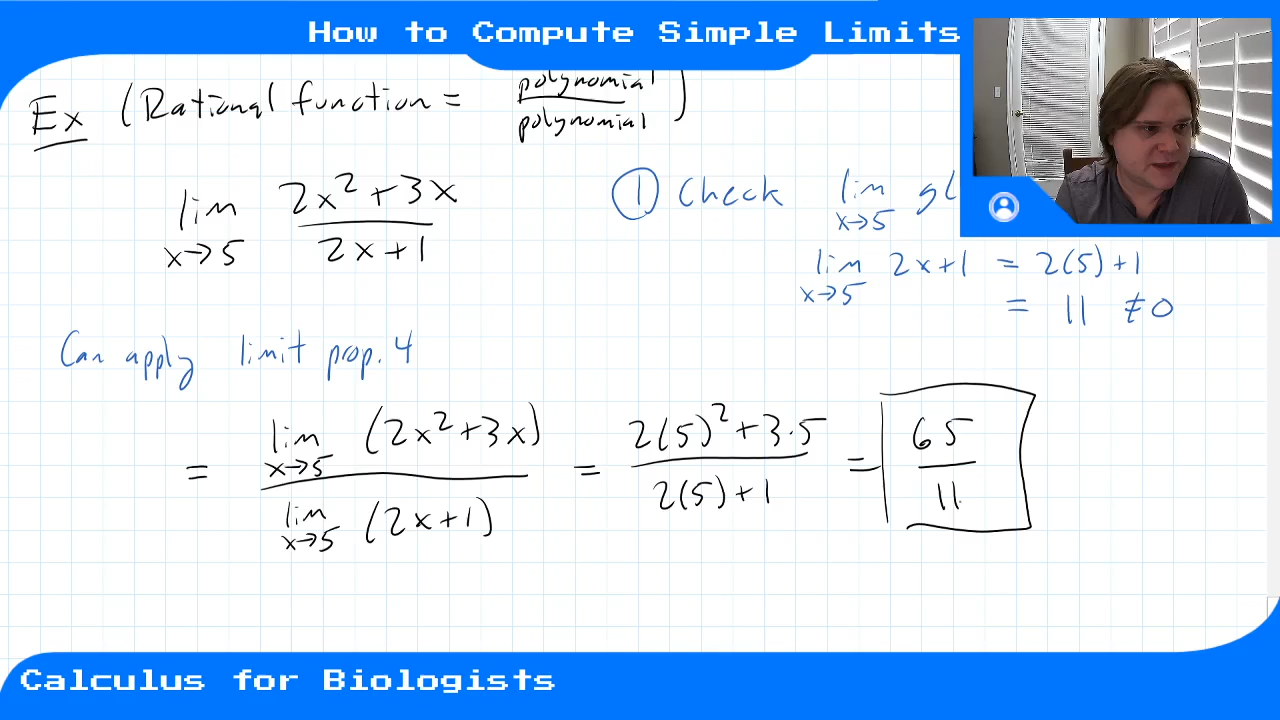 How to Compute Simple Limits
Ex (Rational function = polynomial / polynomial)
lim x→5 2x² + 3x / 2x + 1
① Check lim x→5
lim x→5 2x+1 = 2(5)+1
= 11 ≠ 0
Can apply limit prop. 4
= lim x→5 (2x²+3x) / lim x→5 (2x+1) = 2(5)²+3·5 / 2(5)+1 = 65 / 11
Calculus for Biologists